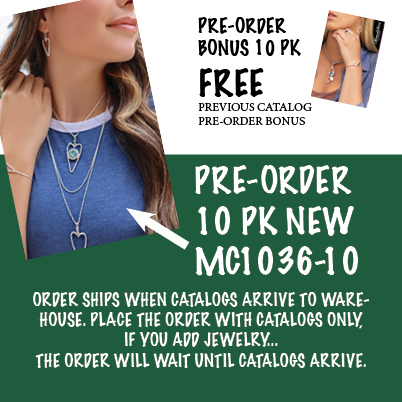 PRE-ORDER
BONUS 10 PK
FREE
PREVIOUS CATALOG
PRE-ORDER BONUS
PRE-ORDER
10 PK NEW
MC1036-10
ORDER SHIPS WHEN CATALOGS ARRIVE TO WARE-
HOUSE. PLACE THE ORDER WITH CATALOGS ONLY,
IF YOU ADD JEWELRY...
THE ORDER WILL WAIT UNTIL CATALOGS ARRIVE.